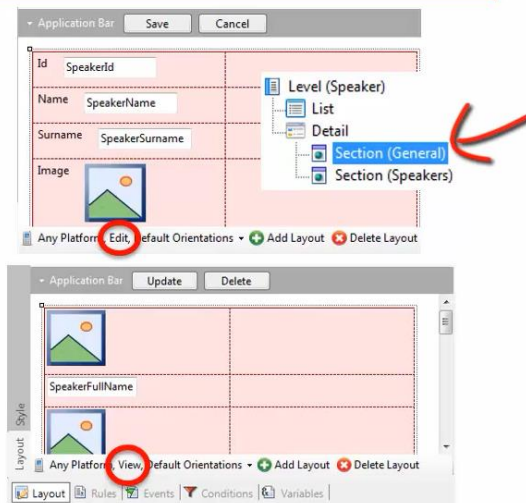 Application Bar Save Cancel
Id SpeakerId
Name SpeakerName
Surname SpeakerSurname
Image
Level (Speaker)
List
Detail
Section (General)
Section (Speakers)
Any Platform, Edit, Default Orientations Add Layout Delete Layout
Application Bar Update Delete
SpeakerFullName
Style
Layout
Any Platform, View, Default Orientations Add Layout Delete Layout
Layout Rules Events Conditions Variables